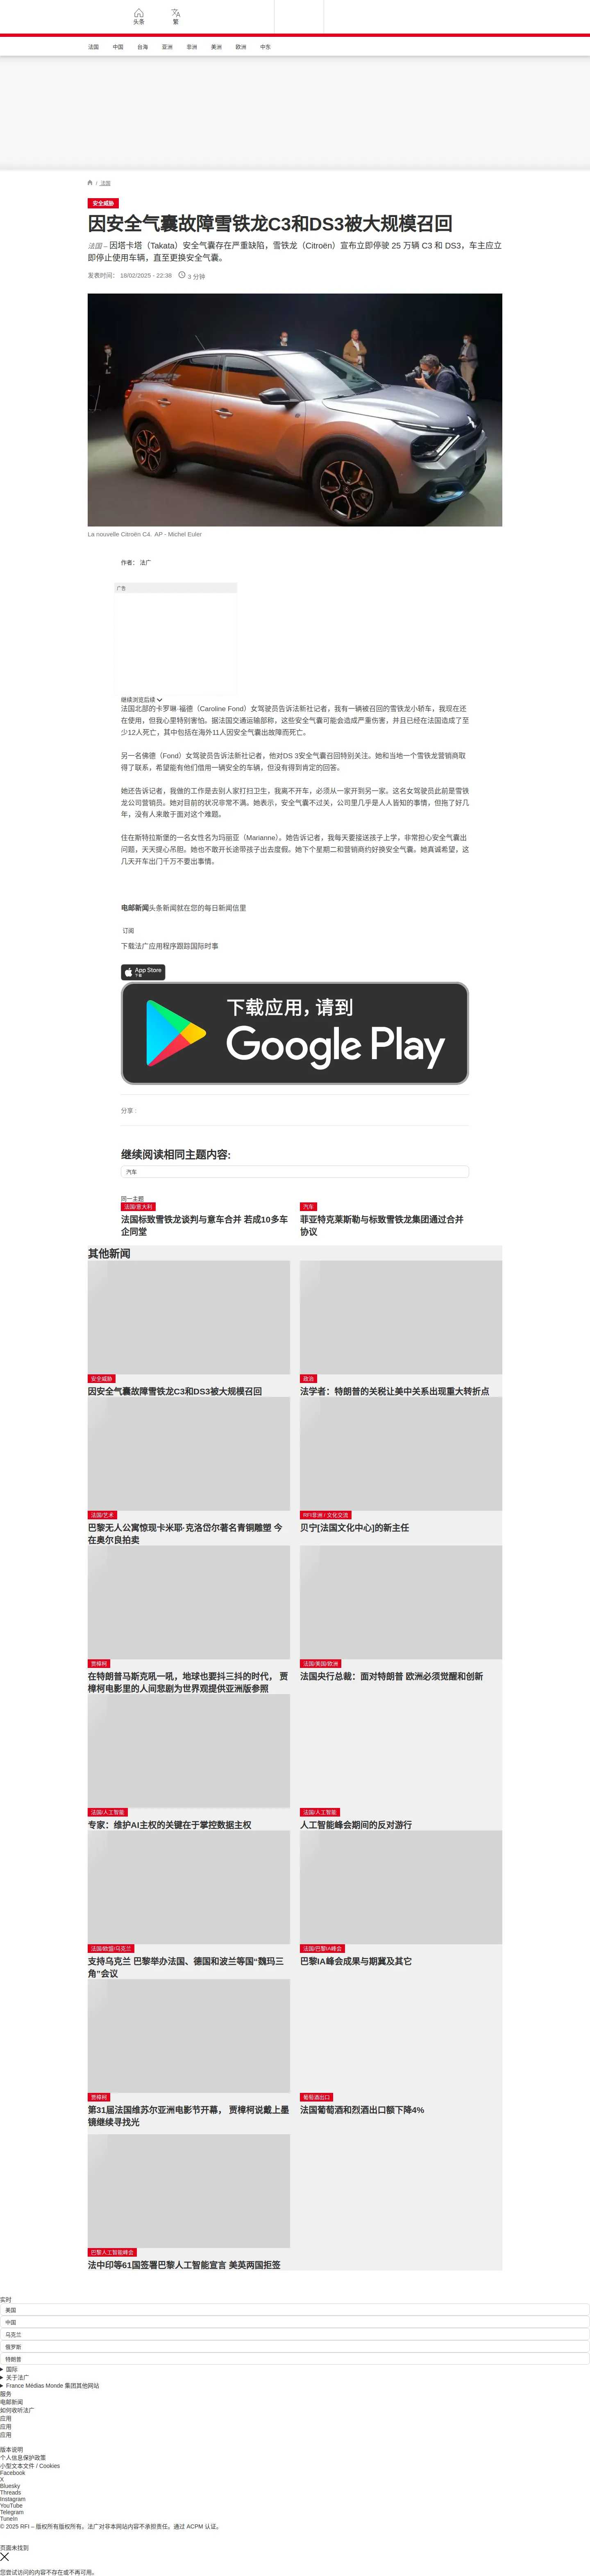 头条
繁
法国
中国
台海
亚洲
非洲
美洲
欧洲
中东
/ 法国
安全威胁
因安全气囊故障雪铁龙C3和DS3被大规模召回
法国 – 因塔卡塔（Takata）安全气囊存在严重缺陷，雪铁龙（Citroën）宣布立即停驶 25 万辆 C3 和 DS3，车主应立
即停止使用车辆，直至更换安全气囊。
发表时间： 18/02/2025 - 22:38 3 分钟
La nouvelle Citroën C4. AP - Michel Euler
作者： 法广
广告
继续浏览后续
法国北部的卡罗琳·福德（Caroline Fond）女驾驶员告诉法新社记者，我有一辆被召回的雪铁龙小轿车，我现在还
在使用，但我心里特别害怕。据法国交通运输部称，这些安全气囊可能会造成严重伤害，并且已经在法国造成了至
少12人死亡，其中包括在海外11人因安全气囊出故障而死亡。
另一名佛德（Fond）女驾驶员告诉法新社记者，他对DS 3安全气囊召回特别关注。她和当地一个雪铁龙营销商取
得了联系，希望能有他们借用一辆安全的车辆，但没有得到肯定的回答。
她还告诉记者，我做的工作是去别人家打扫卫生，我离不开车，必须从一家开到另一家。这名女驾驶员此前是雪铁
龙公司营销员。她对目前的状况非常不满。她表示，安全气囊不过关，公司里几乎是人人皆知的事情，但拖了好几
年，没有人来敢于面对这个难题。
住在斯特拉斯堡的一名女性名为玛丽亚（Marianne）。她告诉记者，我每天要接送孩子上学，非常担心安全气囊出
问题，天天提心吊胆。她也不敢开长途带孩子出去度假。她下个星期二和营销商约好换安全气囊。她真诚希望，这
几天开车出门千万不要出事情。
电邮新闻头条新闻就在您的每日新闻信里
订阅
下载法广应用程序跟踪国际时事
App Store
下载
下载应用，请到
Google Play
分享 :
继续阅读相同主题内容:
汽车
同一主题
法国/意大利
法国标致雪铁龙谈判与意车合并 若成10多车
企同堂
汽车
菲亚特克莱斯勒与标致雪铁龙集团通过合并
协议
其他新闻
安全威胁
因安全气囊故障雪铁龙C3和DS3被大规模召回
政治
法学者：特朗普的关税让美中关系出现重大转折点
法国/艺术
巴黎无人公寓惊现卡米耶·克洛岱尔著名青铜雕塑 今
在奥尔良拍卖
RFI非洲 / 文化交流
贝宁[法国文化中心]的新主任
贾樟柯
在特朗普马斯克吼一吼，地球也要抖三抖的时代， 贾
樟柯电影里的人间悲剧为世界观提供亚洲版参照
法国/美国/欧洲
法国央行总裁：面对特朗普 欧洲必须觉醒和创新
法国/人工智能
专家：维护AI主权的关键在于掌控数据主权
法国/人工智能
人工智能峰会期间的反对游行
法国/欧盟/乌克兰
支持乌克兰 巴黎举办法国、德国和波兰等国“魏玛三
角”会议
法国/巴黎IA峰会
巴黎IA峰会成果与期冀及其它
贾樟柯
第31届法国维苏尔亚洲电影节开幕， 贾樟柯说戴上墨
镜继续寻找光
葡萄酒出口
法国葡萄酒和烈酒出口额下降4%
巴黎人工智能峰会
法中印等61国签署巴黎人工智能宣言 美英两国拒签
实时
美国
中国
乌克兰
俄罗斯
特朗普
国际
关于法广
France Médias Monde 集团其他网站
服务
电邮新闻
如何收听法广
应用
应用
应用
版本说明
个人信息保护政策
小型文本文件 / Cookies
Facebook
X
Bluesky
Threads
Instagram
YouTube
Telegram
TuneIn
© 2025 RFI – 版权所有版权所有。法广对非本网站内容不承担责任。通过 ACPM 认证。
页面未找到
您尝试访问的内容不存在或不再可用。